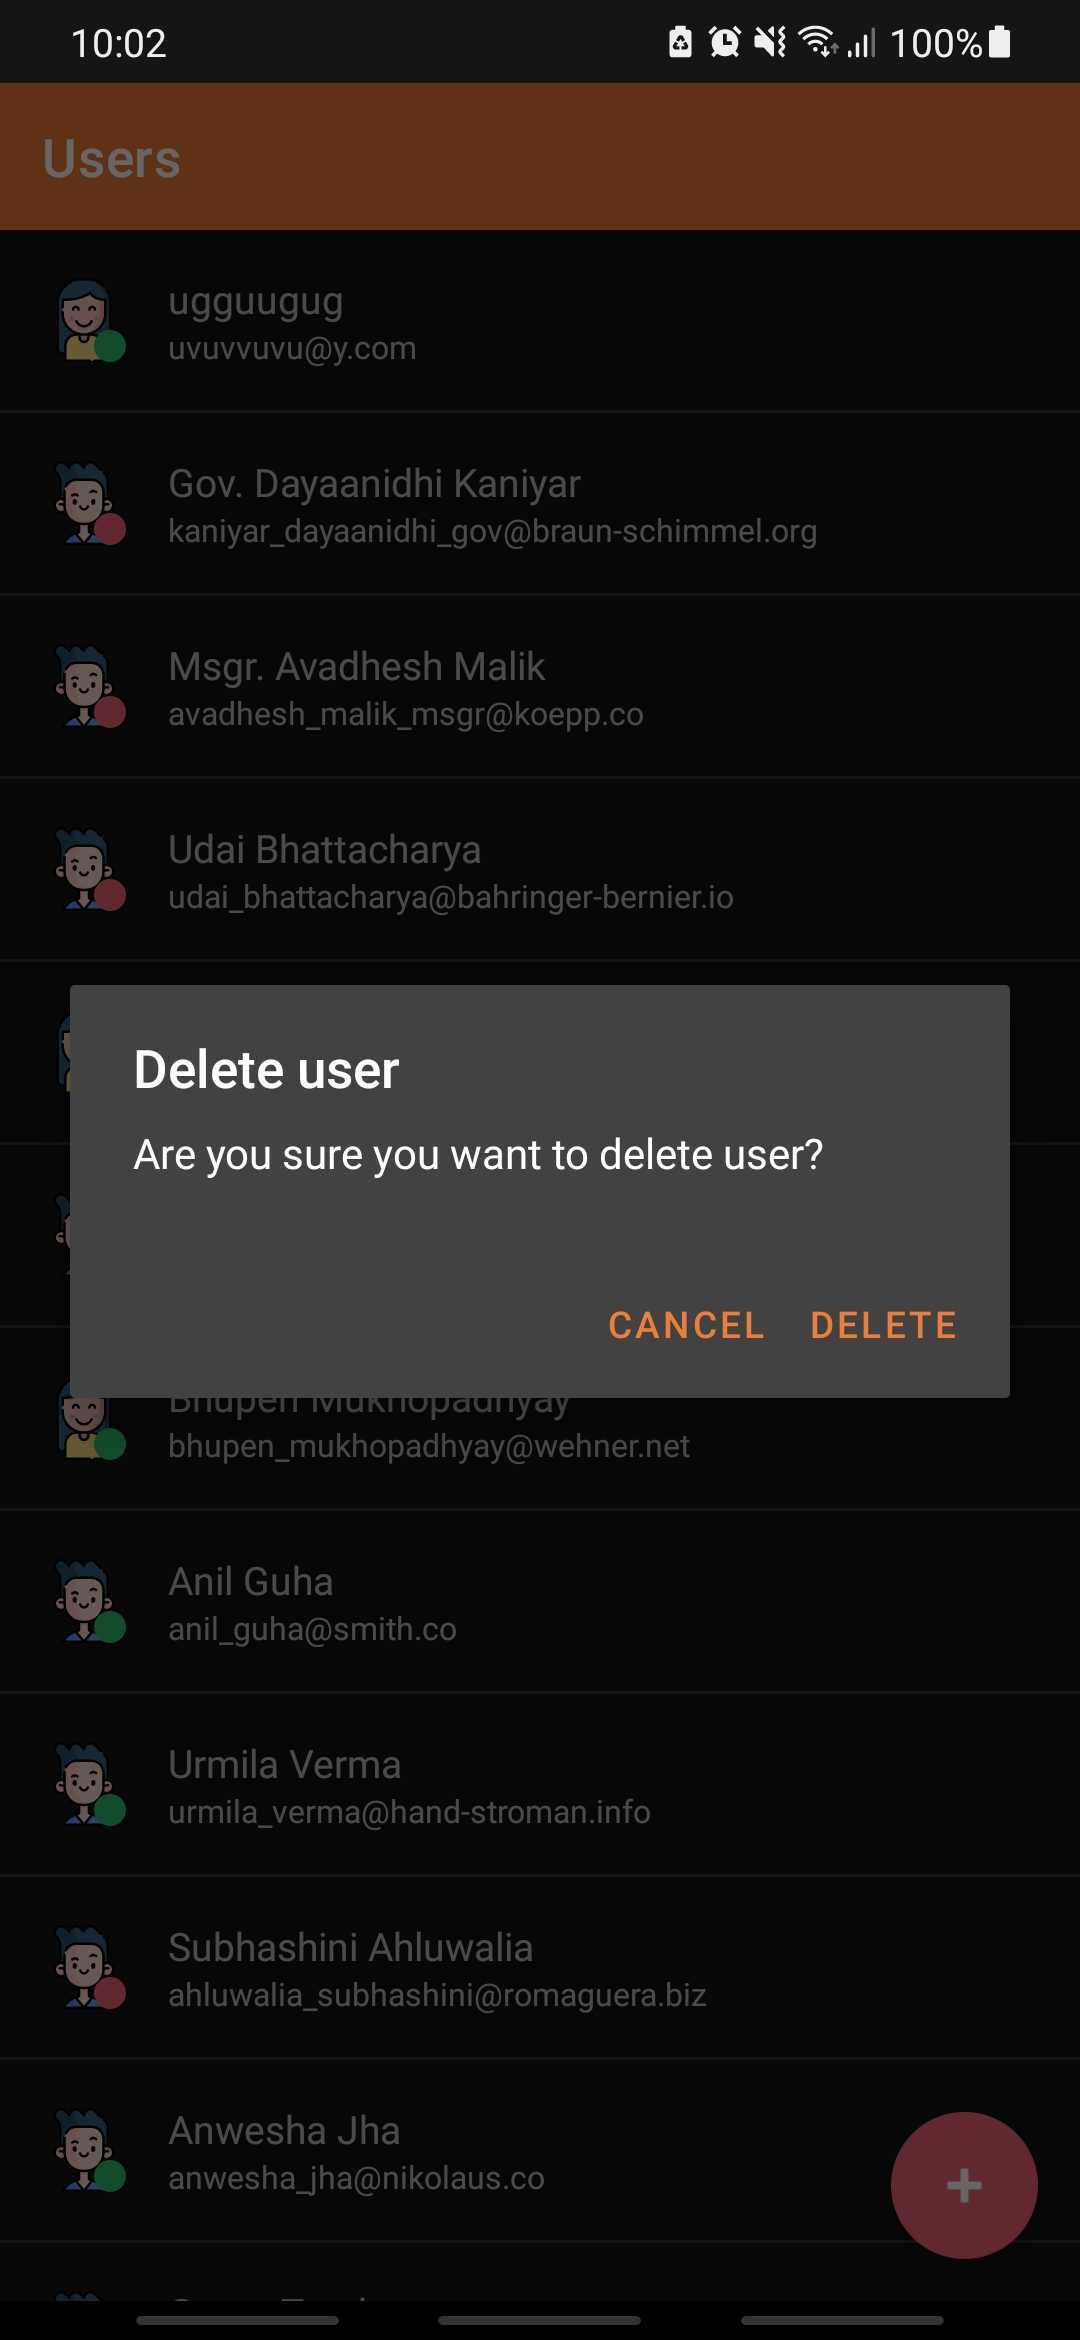 10:02
100%
Users
ugguugug
uvuvvuvu@y.com
Gov. Dayaanidhi Kaniyar
kaniyar_dayaanidhi_gov@braun-schimmel.org
Msgr. Avadhesh Malik
avadhesh_malik_msgr@koepp.co
Udai Bhattacharya
udai_bhattacharya@bahringer-bernier.io
Delete user
Are you sure you want to delete user?
CANCEL DELETE
Bhupen Mukhopadhyay
bhupen_mukhopadhyay@wehner.net
Anil Guha
anil_guha@smith.co
Urmila Verma
urmila_verma@hand-stroman.info
Subhashini Ahluwalia
ahluwalia_subhashini@romaguera.biz
Anwesha Jha
anwesha_jha@nikolaus.co
+